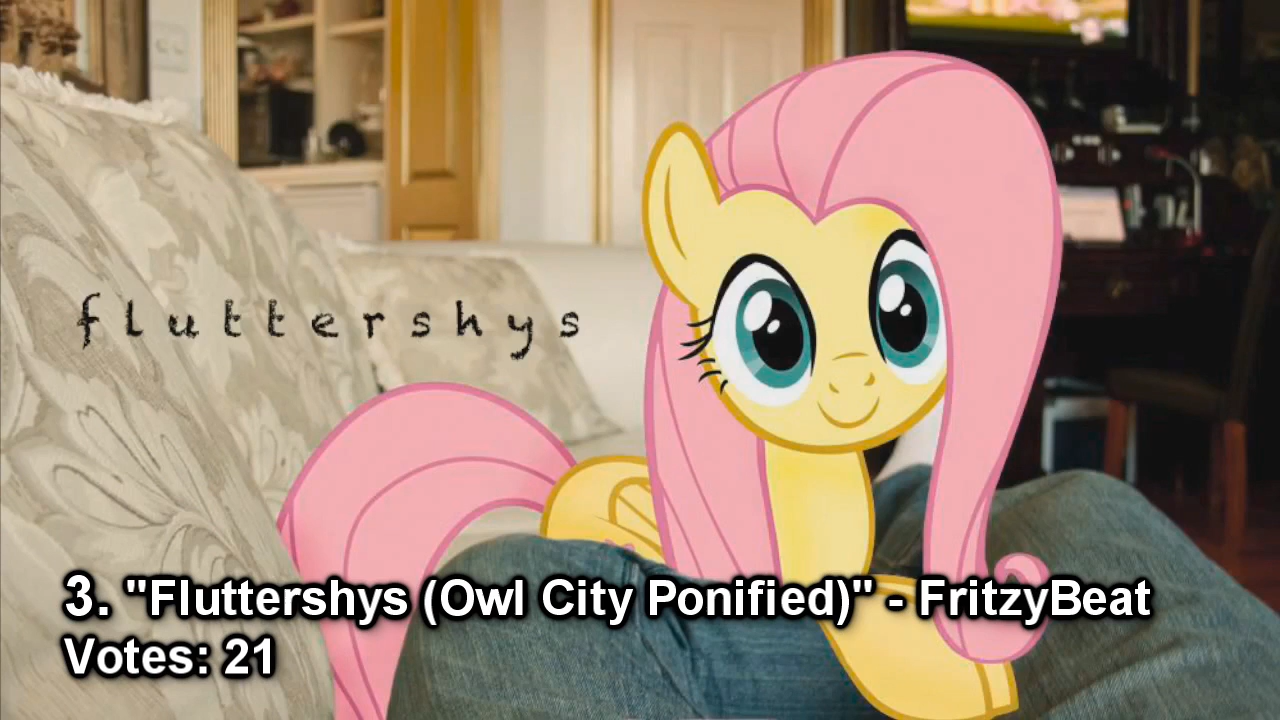 fluttershys
3. "Fluttershys (Owl City Ponified)" - FritzyBeat
Votes: 21